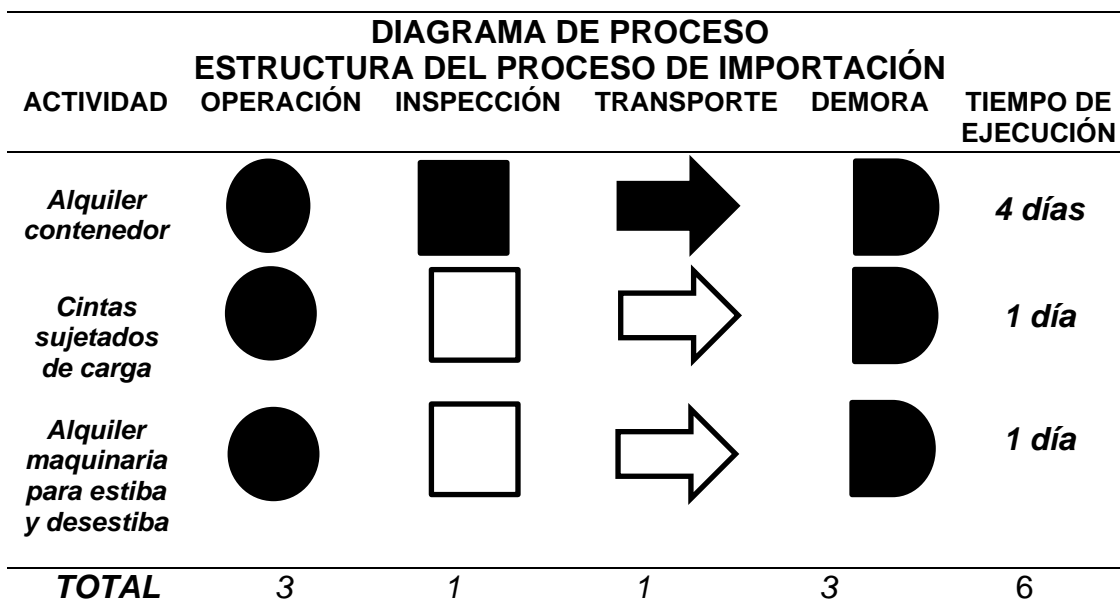 DIAGRAMA DE PROCESO
ESTRUCTURA DEL PROCESO DE IMPORTACIÓN
ACTIVIDAD OPERACIÓN INSPECCIÓN TRANSPORTE DEMORA TIEMPO DE
EJECUCIÓN
Alquiler
contenedor
4 días
Cintas
sujetados
de carga
1 día
Alquiler
maquinaria
para estiba
y desestiba
1 día
TOTAL 3 1 1 3 6